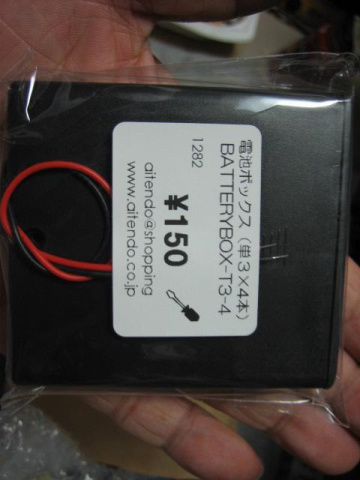 電池ボックス（単3×4本）
BATTERYBOX-T3-4
1282
¥150
aitendo@shopping
www.aitendo.co.jp